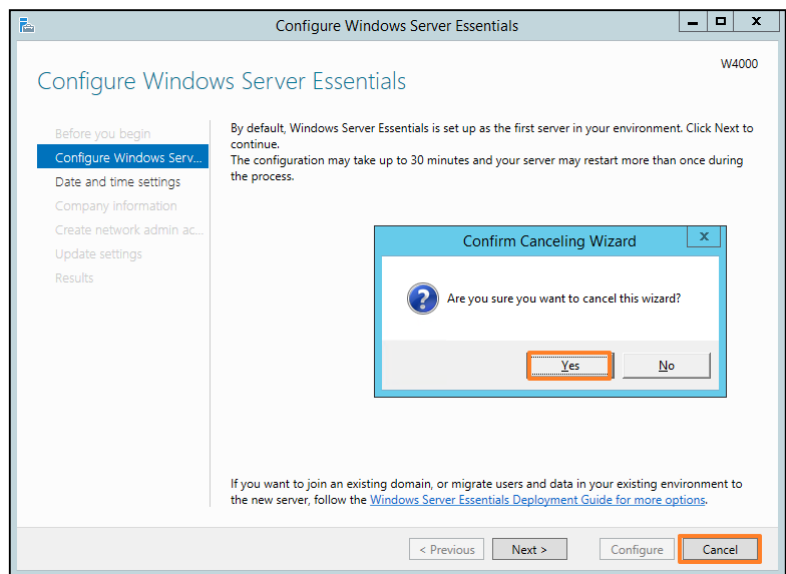 Configure Windows Server Essentials
W4000
Configure Windows Server Essentials
Before you begin
Configure Windows Serv...
Date and time settings
Company information
Create network admin ac...
Update settings
Results
By default, Windows Server Essentials is set up as the first server in your environment. Click Next to
continue.
The configuration may take up to 30 minutes and your server may restart more than once during
the process.
Confirm Canceling Wizard
x
Are you sure you want to cancel this wizard?
Yes
No
If you want to join an existing domain, or migrate users and data in your existing environment to
the new server, follow the Windows Server Essentials Deployment Guide for more options.
< Previous
Next >
Configure
Cancel